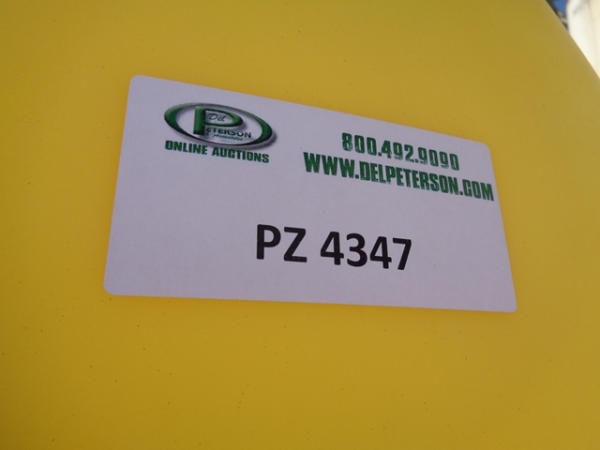 Del
PETERSON
ONLINE AUCTIONS
800.492.9090
WWW.DELPETERSON.COM
PZ 4347